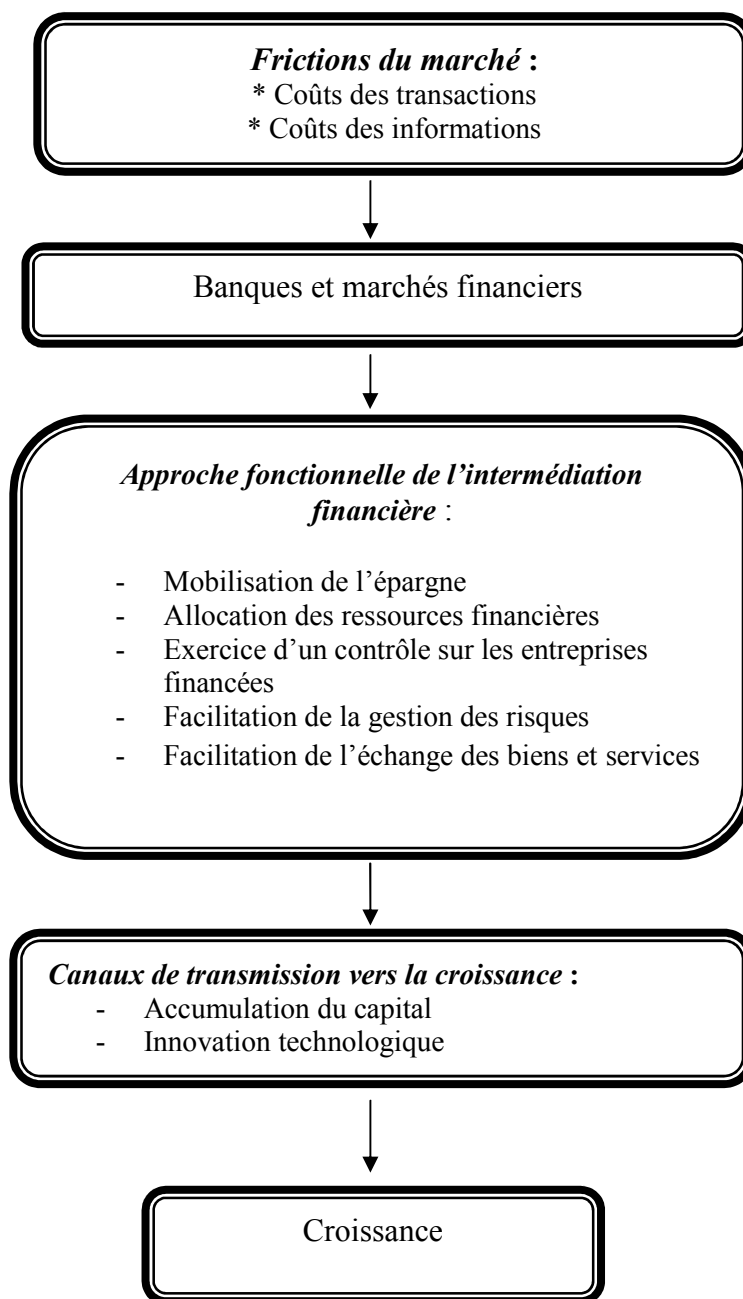 Frictions du marché :
* Coûts des transactions
* Coûts des informations
Banques et marchés financiers
Approche fonctionnelle de l’intermédiation
financière :
- Mobilisation de l’épargne
- Allocation des ressources financières
- Exercice d’un contrôle sur les entreprises
financées
- Facilitation de la gestion des risques
- Facilitation de l’échange des biens et services
Canaux de transmission vers la croissance :
- Accumulation du capital
- Innovation technologique
Croissance